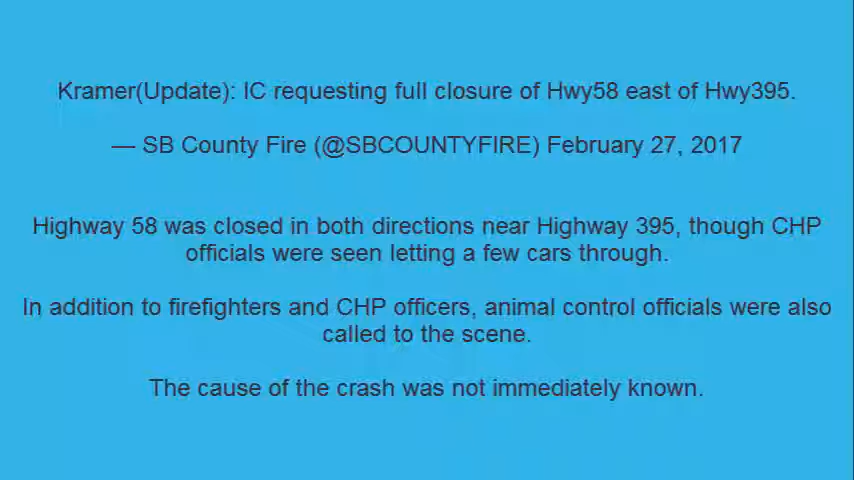 Kramer(Update): IC requesting full closure of Hwy58 east of Hwy395.
— SB County Fire (@SBCOUNTYFIRE) February 27, 2017
Highway 58 was closed in both directions near Highway 395, though CHP
officials were seen letting a few cars through.
In addition to firefighters and CHP officers, animal control officials were also
called to the scene.
The cause of the crash was not immediately known.